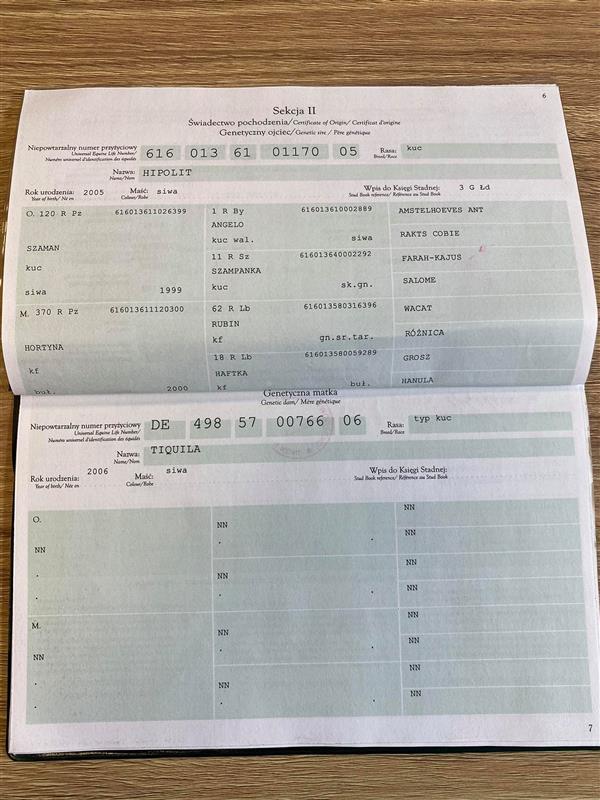 6
Sekcja II
Świadectwo pochodzenia/Certificate of Origin/ Certificat d'origine
Genetyczny ojciec/Genetic sire / Père génétique
Niepowtarzalny numer przyżyciowy 616 013 61 01170 05 Rasa: kuc
Universal Equine Life Number/ Breed/Race
Numéro universel d'identification des équidés
Nazwa: HIPOLIT
Name/Nom
Rok urodzenia: 2005 Maść: siwa Wpis do Księgi Stadnej: 3 G Łd
Year of birth/ Née en Colour/Robe Stud Book reference/ Référence au Stud Book
O. 120 R Pz 616013611026399
SZAMAN
kuc
siwa 1999
1 R By 616013610002889
ANGELO
kuc wal. siwa
11 R Sz 616013640002292
SZAMPANKA
kuc sk.gn.
AMSTELHOEVES ANT
RAKTS COBIE
FARAH-KAJUS
SALOME
M. 370 R Pz 616013611120300
HORTYNA
kf
buł. 2000
62 R Lb 616013580316396
RUBIN
kf gn.sr.tar.
18 R Lb 616013580059289
HAFTKA
kf buł.
WACAT
RÓŻNICA
GROSZ
HANULA
Genetyczna matka
Genetic dam/ Mère génétique
Niepowtarzalny numer przyżyciowy DE 498 57 00766 06 Rasa: typ kuc
Universal Equine Life Number/ Breed/Race
Numéro universel d'identification des équidés
Nazwa: TIQUILA
Name/Nom
Rok urodzenia: 2006 Maść: siwa Wpis do Księgi Stadnej:
Year of birth/ Née en Colour/Robe Stud Book reference/ Référence au Stud Book
O.
NN
NN
NN
NN
NN
NN
NN
M.
NN
NN
NN
NN
NN
NN
NN
7